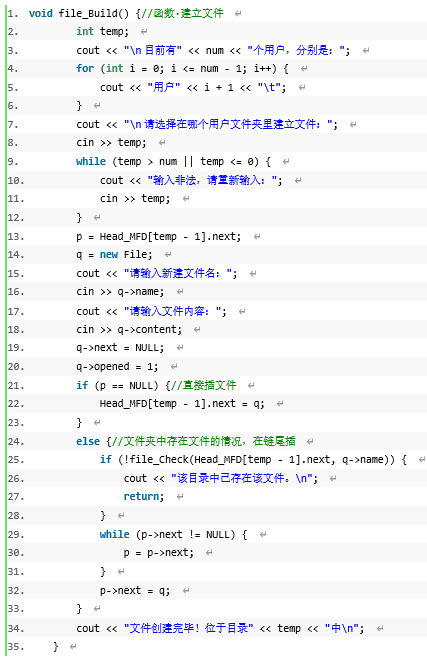 1. void file_Build() {//函数·建立文件 ↵
2. int temp; ↵
3. cout << "\n目前有" << num << "个用户，分别是："; ↵
4. for (int i = 0; i <= num - 1; i++) { ↵
5. cout << "用户" << i + 1 << "\t"; ↵
6. } ↵
7. cout << "\n请选择在哪个用户文件夹里建立文件："; ↵
8. cin >> temp; ↵
9. while (temp > num || temp <= 0) { ↵
10. cout << "输入非法，请重新输入："; ↵
11. cin >> temp; ↵
12. } ↵
13. p = Head_MFD[temp - 1].next; ↵
14. q = new File; ↵
15. cout << "请输入新建文件名："; ↵
16. cin >> q->name; ↵
17. cout << "请输入文件内容："; ↵
18. cin >> q->content; ↵
19. q->next = NULL; ↵
20. q->opened = 1; ↵
21. if (p == NULL) {//直接插文件 ↵
22. Head_MFD[temp - 1].next = q; ↵
23. } ↵
24. else {//文件夹中存在文件的情况，在链尾插 ↵
25. if (!file_Check(Head_MFD[temp - 1].next, q->name)) { ↵
26. cout << "该目录中已存在该文件。\n"; ↵
27. return; ↵
28. } ↵
29. while (p->next != NULL) { ↵
30. p = p->next; ↵
31. } ↵
32. p->next = q; ↵
33. } ↵
34. cout << "文件创建完毕！位于目录" << temp << "中\n"; ↵
35. } ↵